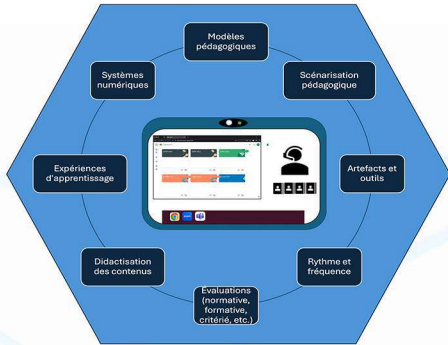 Modèles
pédagogiques
Scénarisation
pédagogique
Artefacts et
outils
Rythme et
fréquence
Évaluations
(normative,
formative,
critérié, etc.)
Didactisation
des contenus
Expériences
d'apprentissage
Systèmes
numériques